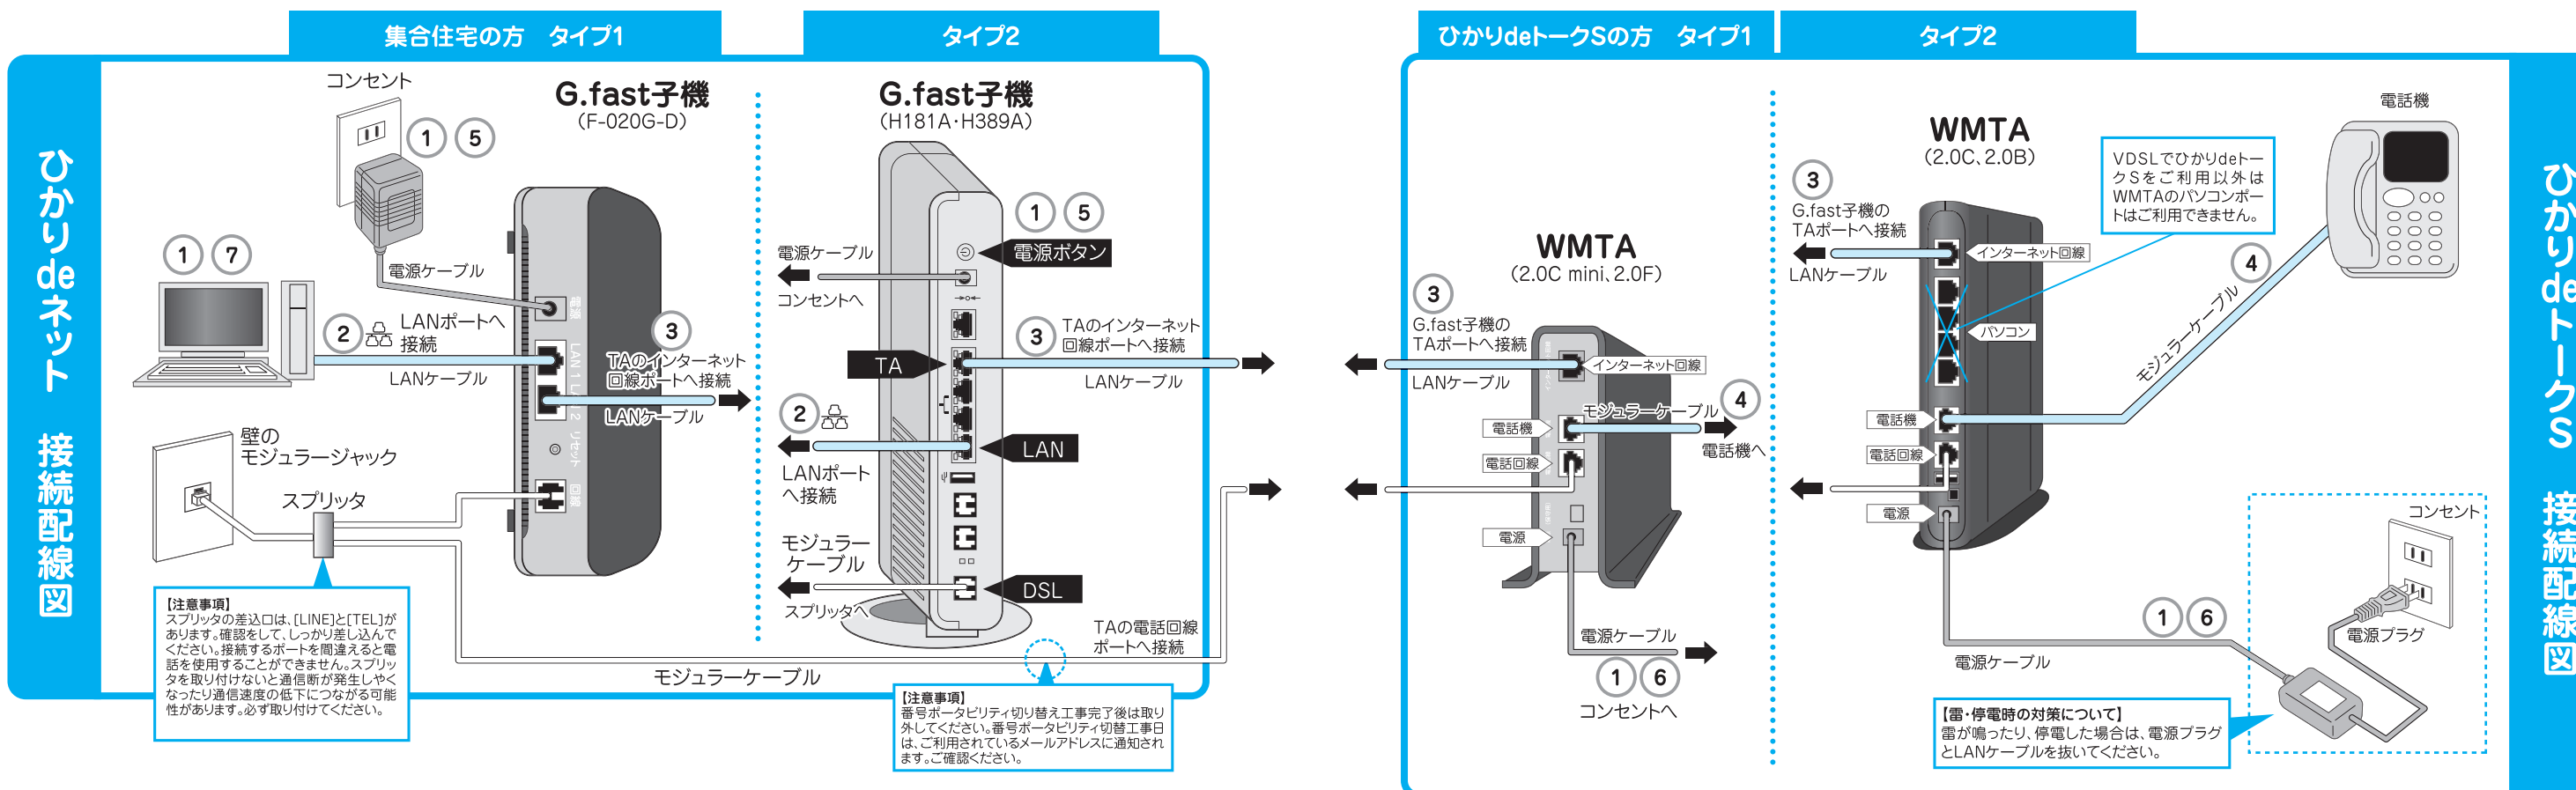 集合住宅の方 タイプ1
タイプ2
ひかりdeネット 接続配線図
コンセント
① ⑤
G.fast子機
(F-020G-D)
① ⑦
電源ケーブル
② LANポートへ
接続
LANケーブル
電源
LAN 1
LAN 2
リセット
回線
③
TAのインターネット
回線ポートへ接続
LANケーブル
壁の
モジュラージャック
スプリッタ
【注意事項】
スプリッタの差込口は、[LINE]と[TEL]が
あります。確認をして、しっかり差し込んで
ください。接続するポートを間違えると電
話を使用することができません。スプリッ
タを取り付けないと通信断が発生しやく
なったり通信速度の低下につながる可能
性があります。必ず取り付けてください。
G.fast子機
(H181A・H389A)
① ⑤
電源ボタン
電源ケーブル
コンセントへ
③ TAのインターネット
回線ポートへ接続
TA
LANケーブル
②
LAN
LANポート
へ接続
モジュラー
ケーブル
DSL
スプリッタへ
TAの電話回線
ポートへ接続
モジュラーケーブル
【注意事項】
番号ポータビリティ切り替え工事完了後は取り
外してください。番号ポータビリティ切替工事日
は、ご利用されているメールアドレスに通知され
ます。ご確認ください。
ひかりdeトークSの方 タイプ1
タイプ2
WMTA
(2.0C mini、2.0F)
③
G.fast子機の
TAポートへ接続
LANケーブル
インターネット回線
モジュラーケーブル ④
電話機
電話機へ
電話回線
電源
電源ケーブル
① ⑥
コンセントへ
WMTA
(2.0C、2.0B)
③
G.fast子機の
TAポートへ接続
LANケーブル
インターネット回線
パソコン
電話機
電話回線
電源
VDSLでひかりdeトー
クSをご利用以外は
WMTAのパソコンポー
トはご利用できません。
電話機
④
モジュラーケーブル
コンセント
① ⑥
電源プラグ
電源ケーブル
【雷・停電時の対策について】
雷が鳴ったり、停電した場合は、電源プラグ
とLANケーブルを抜いてください。
ひかりdeトークS 接続配線図